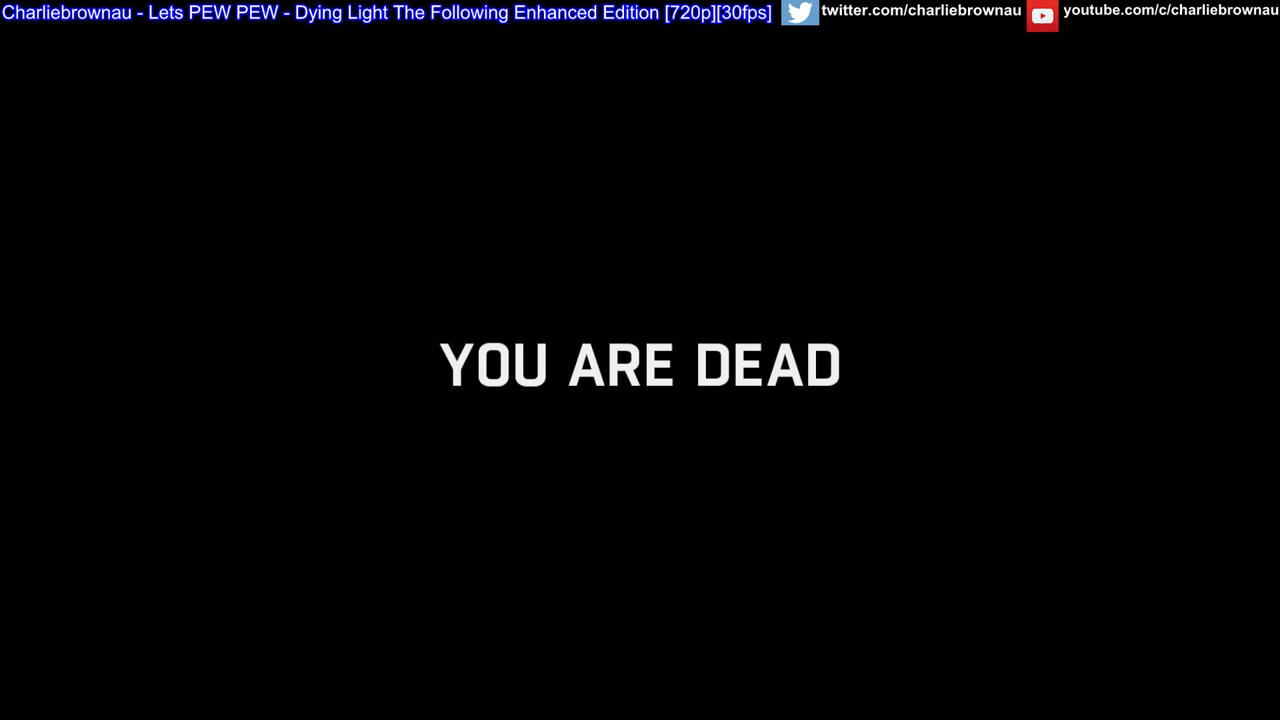 Charliebrownau - Lets PEW PEW - Dying Light The Following Enhanced Edition [720p][30fps] twitter.com/charliebrownau youtube.com/c/charliebrownau
YOU ARE DEAD